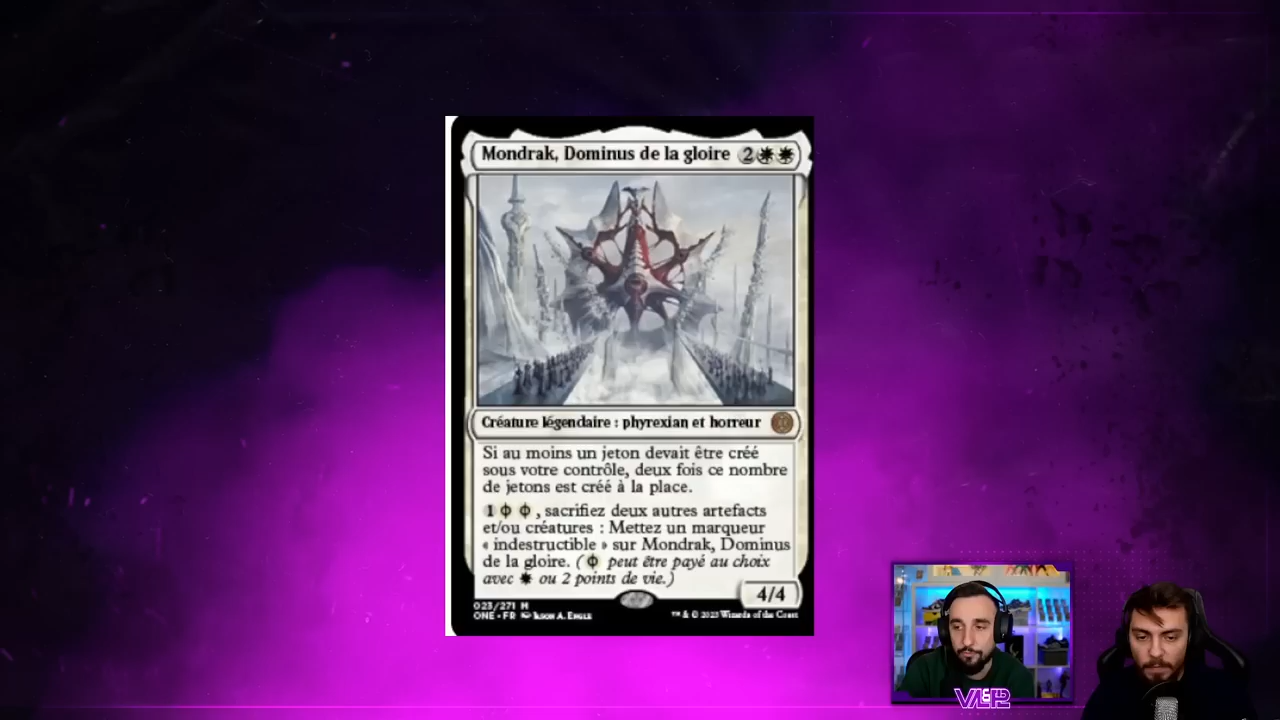 Mondrak, Dominus de la gloire 2
Créature légendaire : phyrexian et horreur
Si au moins un jeton devait être créé
sous votre contrôle, deux fois ce nombre
de jetons est créé à la place.
1 , sacrifiez deux autres artefacts
et/ou créatures : Mettez un marqueur
« indestructible » sur Mondrak, Dominus
de la gloire. ( peut être payé au choix
avec ou 2 points de vie.)
4/4
023/271 M
ONE • FR Jason A. Engle
™ & © 2023 Wizards of the Coast